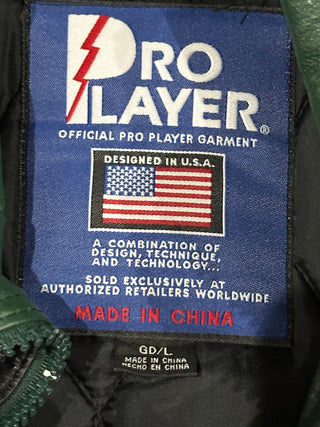 PRO
PLAYER®
OFFICIAL PRO PLAYER GARMENT
DESIGNED IN U.S.A.
A COMBINATION OF
DESIGN, TECHNIQUE,
AND TECHNOLOGY...
SOLD EXCLUSIVELY AT
AUTHORIZED RETAILERS WORLDWIDE
MADE IN CHINA
GD/L
MADE IN CHINA
HECHO EN CHINA